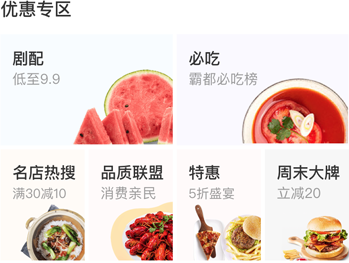 优惠专区
剧配
低至9.9
必吃
霸都必吃榜
名店热搜
满30减10
品质联盟
消费亲民
特惠
5折盛宴
周末大牌
立减20